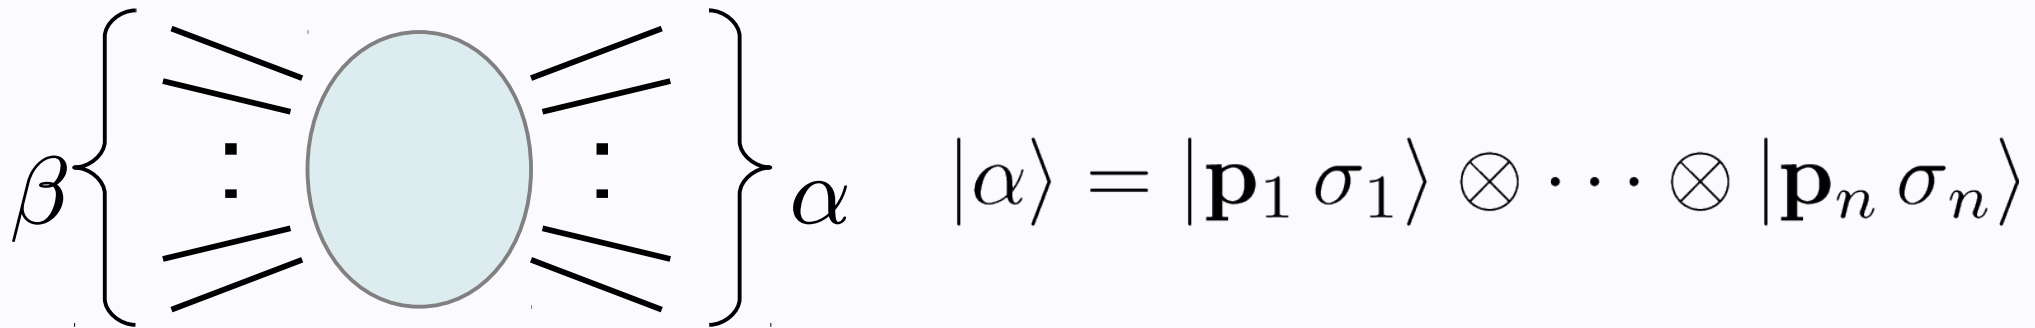 β α |α⟩ = |𝐩₁ σ₁⟩ ⊗ ··· ⊗ |𝐩ₙ σₙ⟩